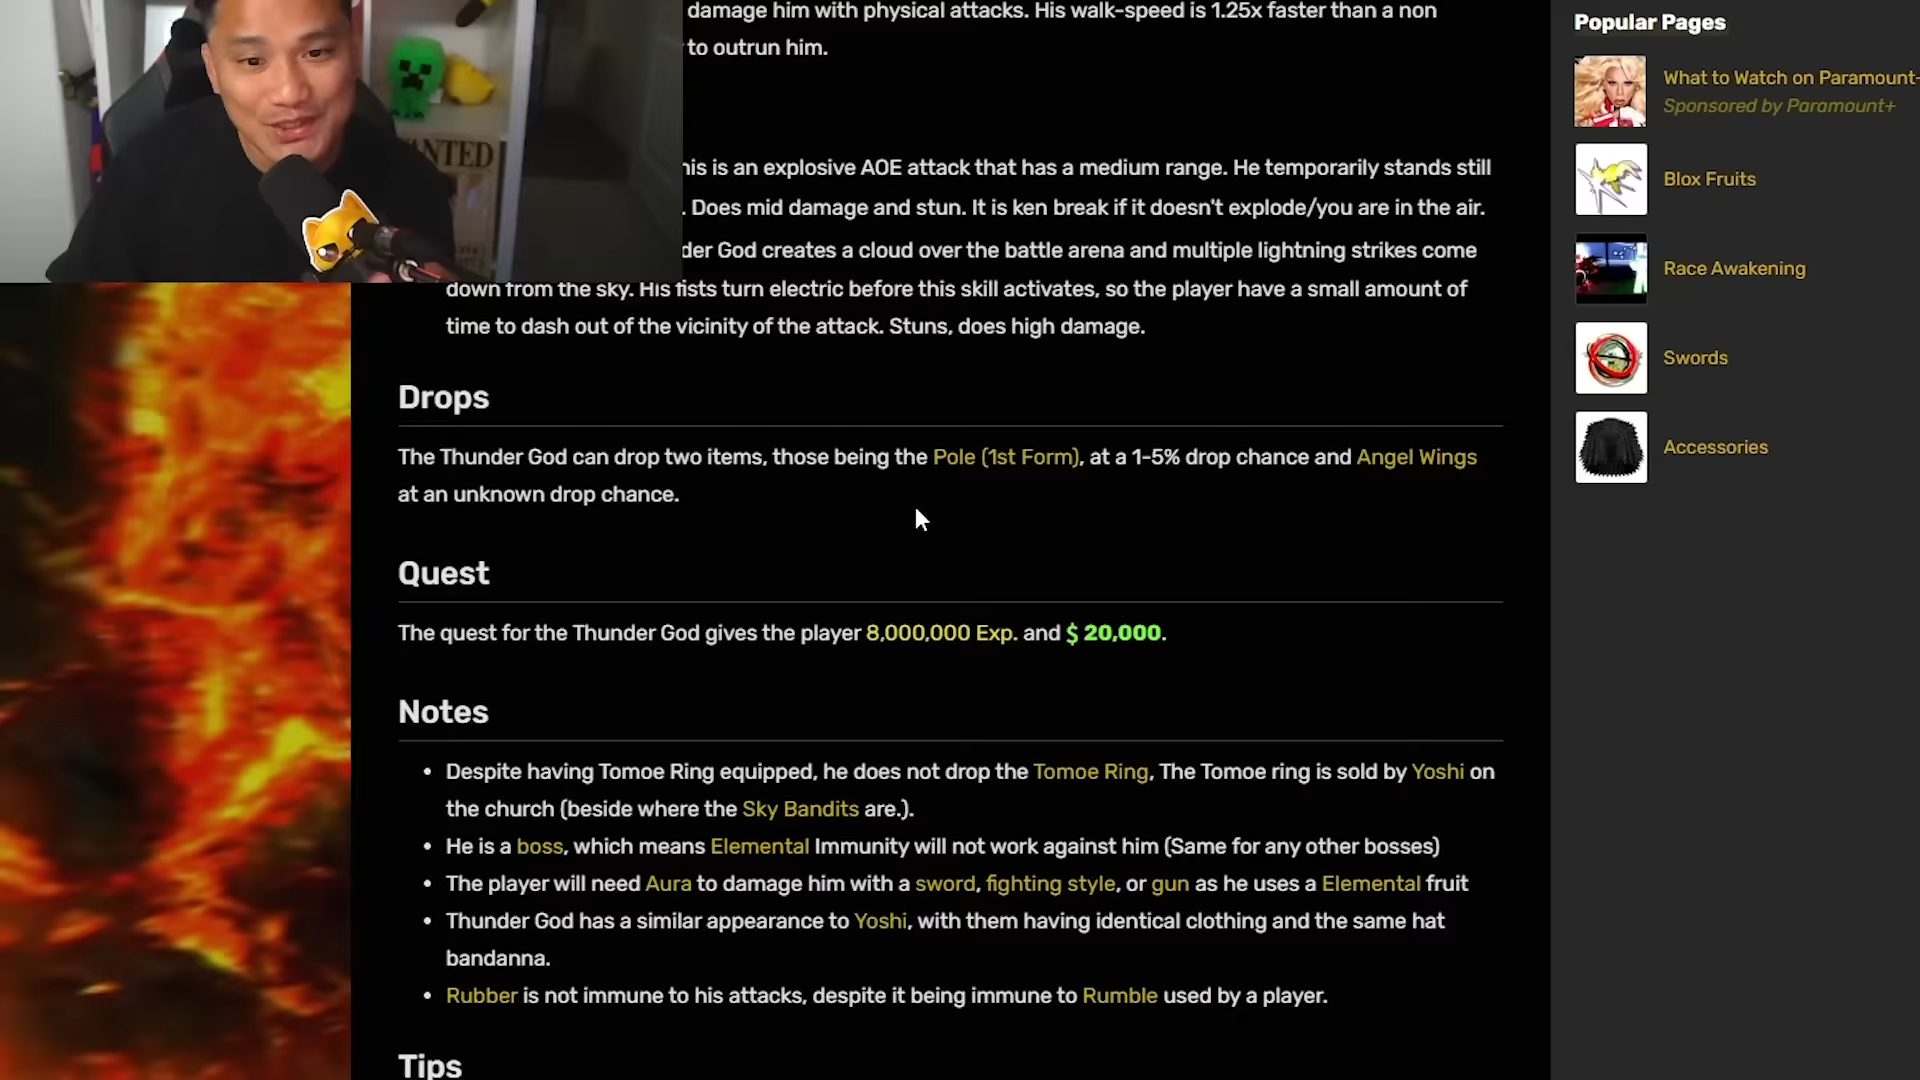 damage him with physical attacks. His walk-speed is 1.25x faster than a non
to outrun him.
his is an explosive AOE attack that has a medium range. He temporarily stands still
. Does mid damage and stun. It is ken break if it doesn't explode/you are in the air.
der God creates a cloud over the battle arena and multiple lightning strikes come
down from the sky. His fists turn electric before this skill activates, so the player have a small amount of
time to dash out of the vicinity of the attack. Stuns, does high damage.
Drops
The Thunder God can drop two items, those being the Pole (1st Form), at a 1-5% drop chance and Angel Wings
at an unknown drop chance.
Quest
The quest for the Thunder God gives the player 8,000,000 Exp. and $ 20,000.
Notes
• Despite having Tomoe Ring equipped, he does not drop the Tomoe Ring, The Tomoe ring is sold by Yoshi on
the church (beside where the Sky Bandits are.).
• He is a boss, which means Elemental Immunity will not work against him (Same for any other bosses)
• The player will need Aura to damage him with a sword, fighting style, or gun as he uses a Elemental fruit
• Thunder God has a similar appearance to Yoshi, with them having identical clothing and the same hat
bandanna.
• Rubber is not immune to his attacks, despite it being immune to Rumble used by a player.
Tips
Popular Pages
What to Watch on Paramount+
Sponsored by Paramount+
Blox Fruits
Race Awakening
Swords
Accessories
WANTED